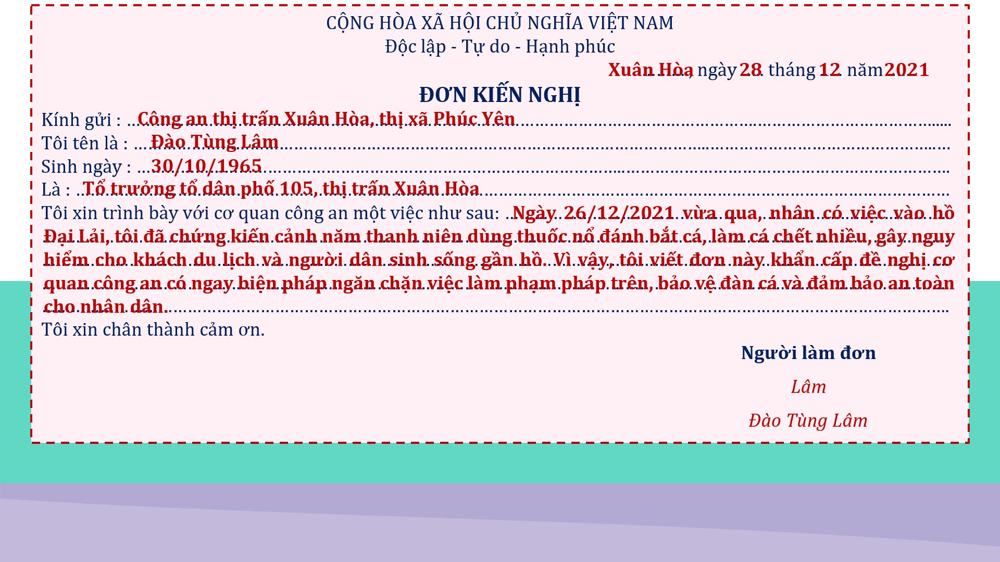 CỘNG HÒA XÃ HỘI CHỦ NGHĨA VIỆT NAM
Độc lập - Tự do - Hạnh phúc
Xuân Hòa, ngày 28 tháng 12 năm 2021
ĐƠN KIẾN NGHỊ
Kính gửi : Công an thị trấn Xuân Hòa, thị xã Phúc Yên
Tôi tên là : Đào Tùng Lâm
Sinh ngày : 30/10/1965
Là : Tổ trưởng tổ dân phố 105, thị trấn Xuân Hòa
Tôi xin trình bày với cơ quan công an một việc như sau: Ngày 26/12/2021 vừa qua, nhân có việc vào hồ
Đại Lải, tôi đã chứng kiến cảnh năm thanh niên dùng thuốc nổ đánh bắt cá, làm cá chết nhiều, gây nguy
hiểm cho khách du lịch và người dân sinh sống gần hồ. Vì vậy, tôi viết đơn này khẩn cấp đề nghị cơ
quan công an có ngay biện pháp ngăn chặn việc làm phạm pháp trên, bảo vệ đàn cá và đảm bảo an toàn
cho nhân dân.
Tôi xin chân thành cảm ơn.
Người làm đơn
Lâm
Đào Tùng Lâm